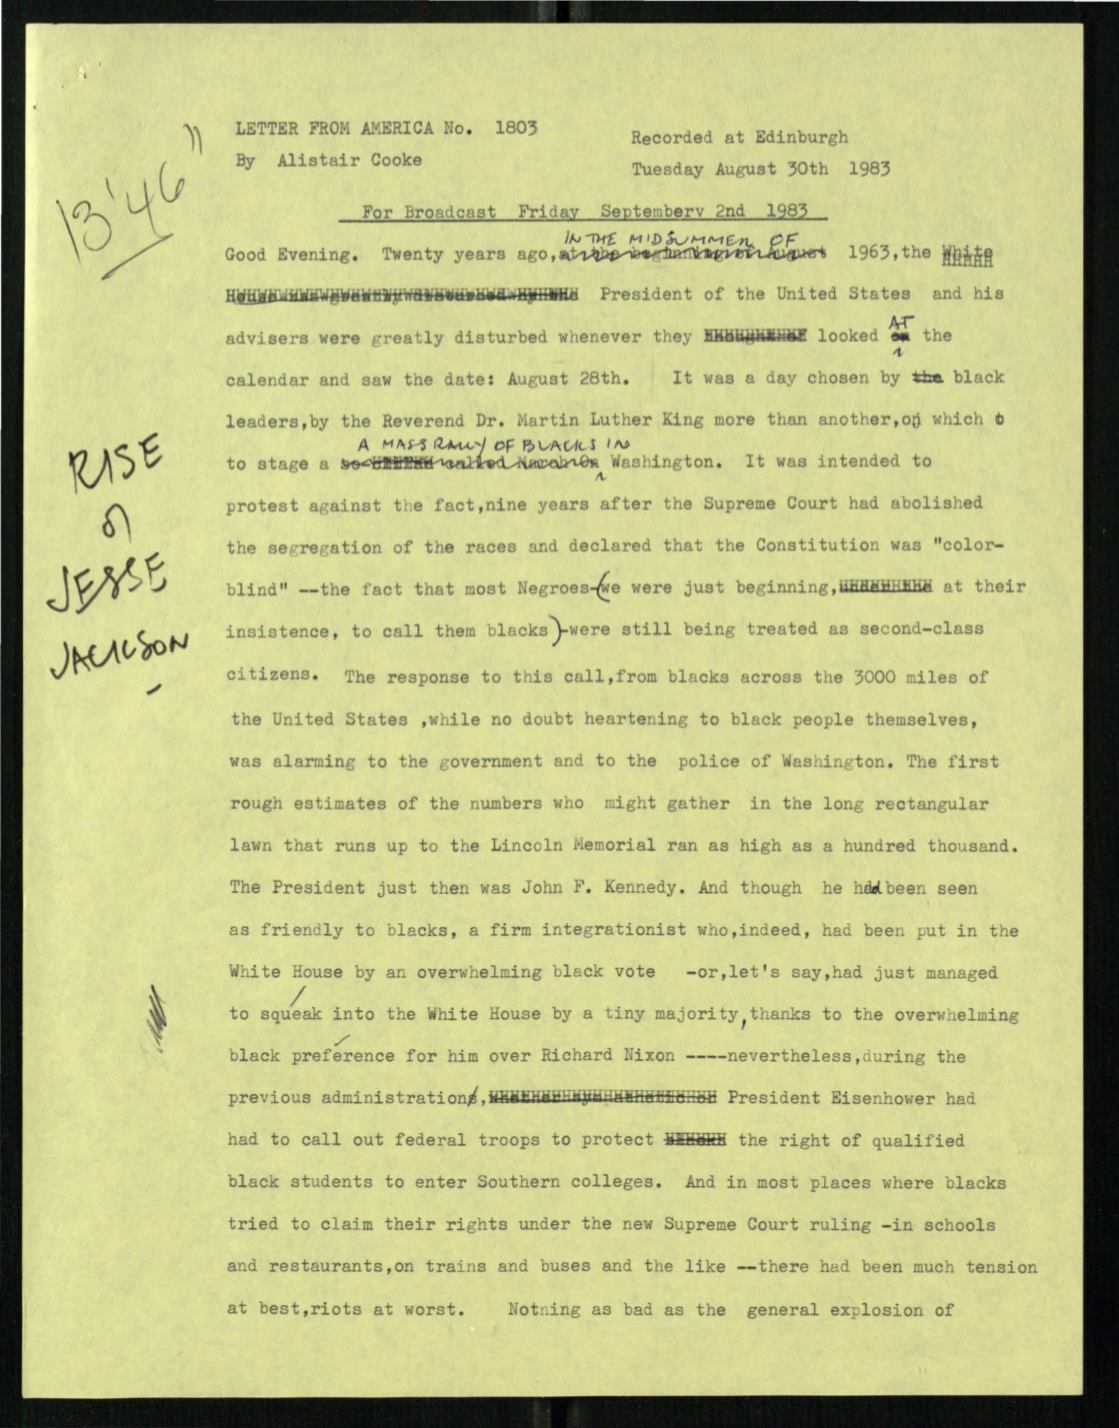 LETTER FROM AMERICA No. 1803
By Alistair Cooke
Recorded at Edinburgh
Tuesday August 30th 1983
13'46"
For Broadcast Friday Septemberv 2nd 1983
IN THE MIDSUMMER OF
Good Evening. Twenty years ago,at the beginning of August 1963,the White
House was greatly disturbed President of the United States and his
AT
advisers were greatly disturbed whenever they looked on the
calendar and saw the date: August 28th. It was a day chosen by the black
leaders,by the Reverend Dr. Martin Luther King more than another,on which
A MASS RALLY OF BLACKS IN
to stage a so called March On Washington. It was intended to
protest against the fact,nine years after the Supreme Court had abolished
the segregation of the races and declared that the Constitution was "color-
blind" --the fact that most Negroes-(we were just beginning, at their
insistence, to call them blacks)-were still being treated as second-class
RISE
of
JESSE
JACKSON
citizens. The response to this call,from blacks across the 3000 miles of
the United States ,while no doubt heartening to black people themselves,
was alarming to the government and to the police of Washington. The first
rough estimates of the numbers who might gather in the long rectangular
lawn that runs up to the Lincoln Memorial ran as high as a hundred thousand.
The President just then was John F. Kennedy. And though he had been seen
as friendly to blacks, a firm integrationist who,indeed, had been put in the
White House by an overwhelming black vote -or,let's say,had just managed
to squeak into the White House by a tiny majority,thanks to the overwhelming
black preference for him over Richard Nixon ----nevertheless,during the
previous administration, President Eisenhower had
had to call out federal troops to protect the right of qualified
black students to enter Southern colleges. And in most places where blacks
tried to claim their rights under the new Supreme Court ruling -in schools
and restaurants,on trains and buses and the like --there had been much tension
at best,riots at worst. Notning as bad as the general explosion of